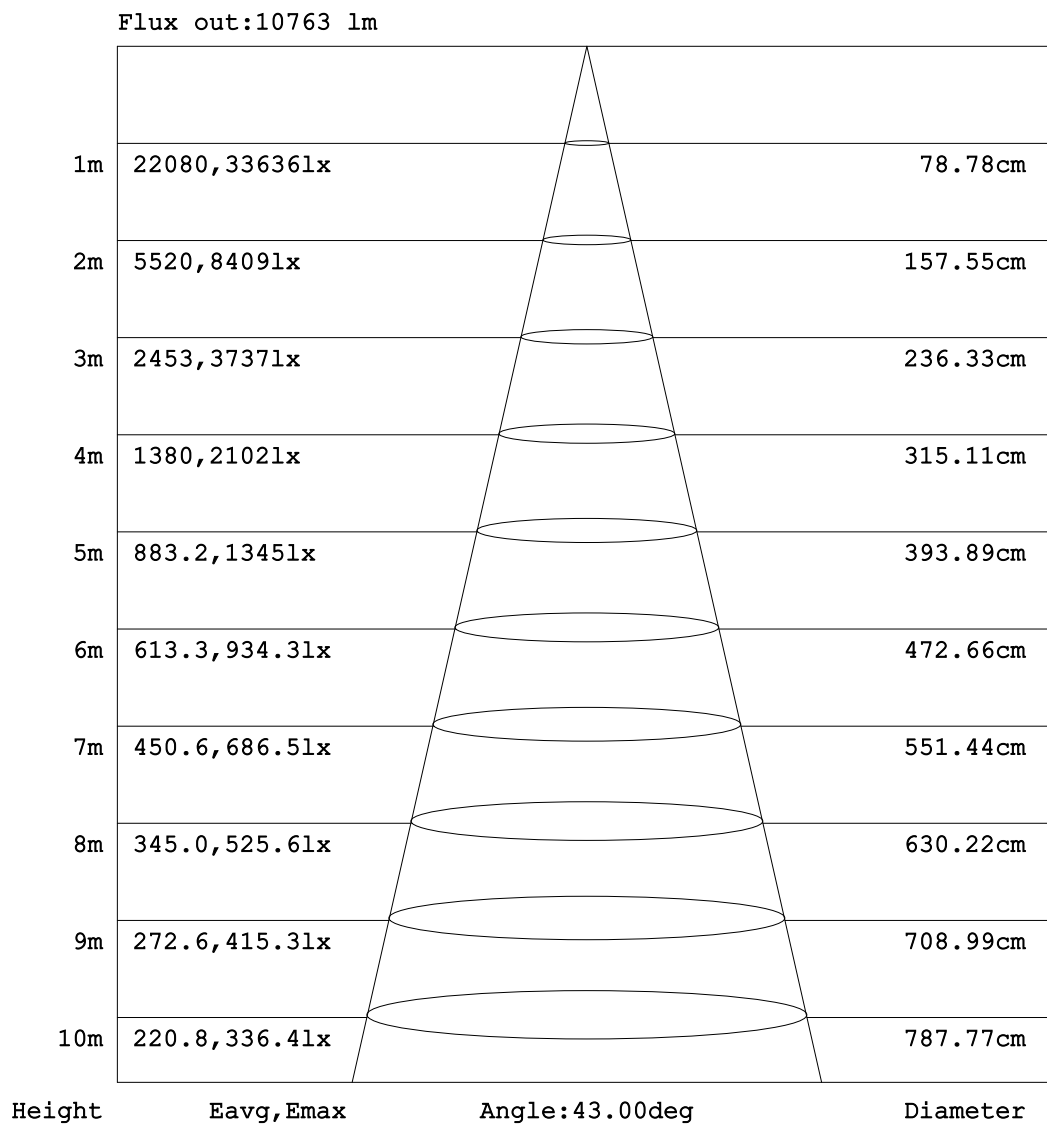 Flux out:10763 lm
1m 22080,33636lx 78.78cm
2m 5520,8409lx 157.55cm
3m 2453,3737lx 236.33cm
4m 1380,2102lx 315.11cm
5m 883.2,1345lx 393.89cm
6m 613.3,934.3lx 472.66cm
7m 450.6,686.5lx 551.44cm
8m 345.0,525.6lx 630.22cm
9m 272.6,415.3lx 708.99cm
10m 220.8,336.4lx 787.77cm
Height Eavg,Emax Angle:43.00deg Diameter